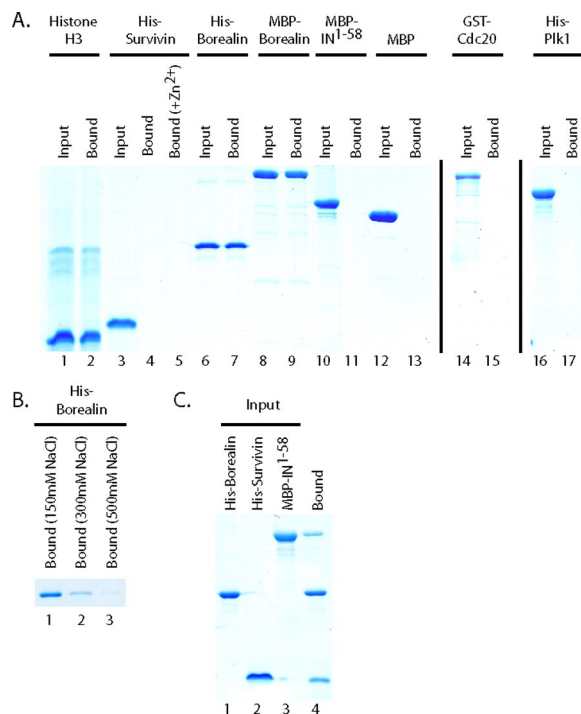 A.
Histone H3
His-Survivin
His-Borealin
MBP-Borealin
MBP-IN1-58
MBP
GST-Cdc20
His-Plk1
Input
Bound
Input
Bound
Bound (+Zn2+)
Input
Bound
Input
Bound
Input
Bound
Input
Bound
Input
Bound
Input
Bound
1 2 3 4 5 6 7 8 9 10 11 12 13 14 15 16 17
B.
His-Borealin
Bound (150mM NaCl)
Bound (300mM NaCl)
Bound (500mM NaCl)
1 2 3
C.
Input
His-Borealin
His-Survivin
MBP-IN1-58
Bound
1 2 3 4